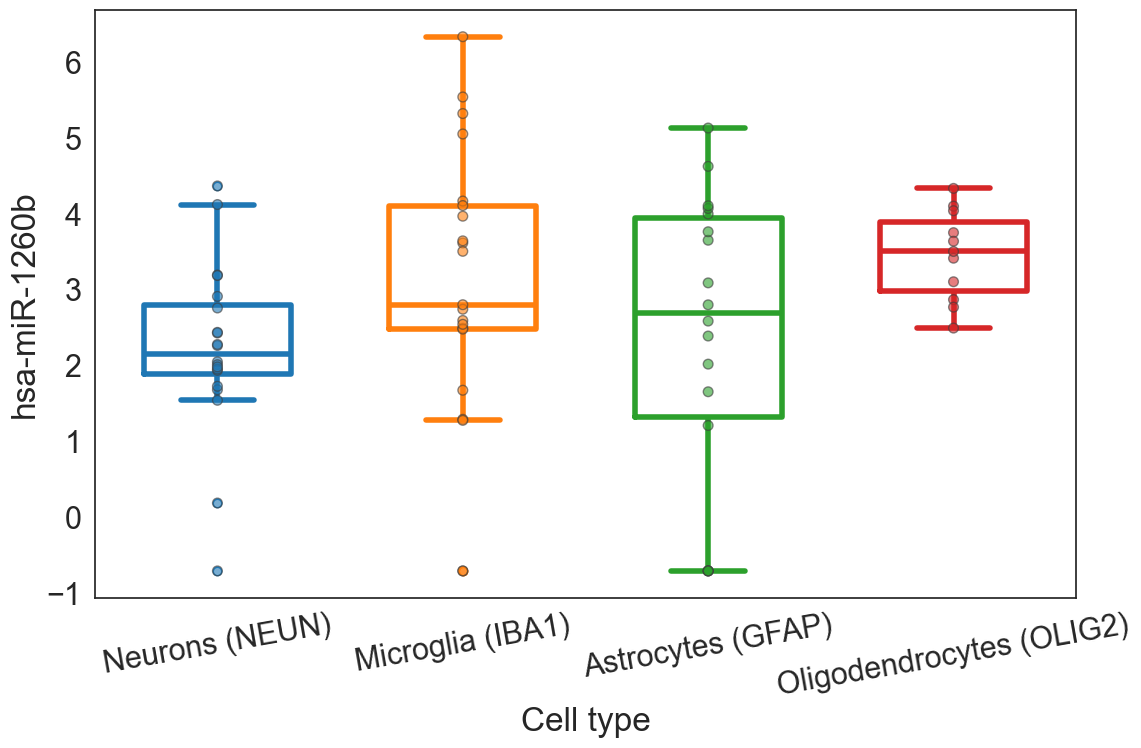 hsa-miR-1260b
6
5
4
3
2
1
0
−1
Neurons (NEUN)
Microglia (IBA1)
Astrocytes (GFAP)
Oligodendrocytes (OLIG2)
Cell type